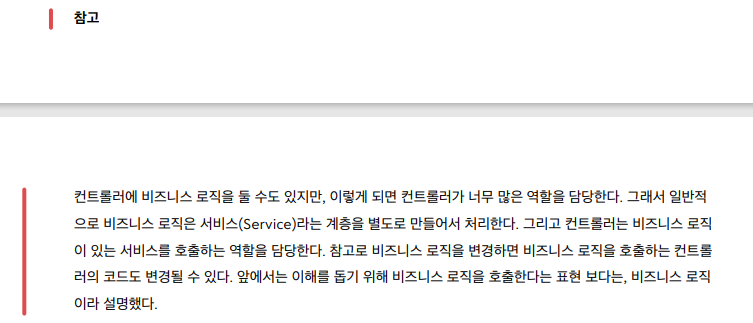 참고
컨트롤러에 비즈니스 로직을 둘 수도 있지만, 이렇게 되면 컨트롤러가 너무 많은 역할을 담당한다. 그래서 일반적
으로 비즈니스 로직은 서비스(Service)라는 계층을 별도로 만들어서 처리한다. 그리고 컨트롤러는 비즈니스 로직
이 있는 서비스를 호출하는 역할을 담당한다. 참고로 비즈니스 로직을 변경하면 비즈니스 로직을 호출하는 컨트롤
러의 코드도 변경될 수 있다. 앞에서는 이해를 돕기 위해 비즈니스 로직을 호출한다는 표현 보다는, 비즈니스 로직
이라 설명했다.